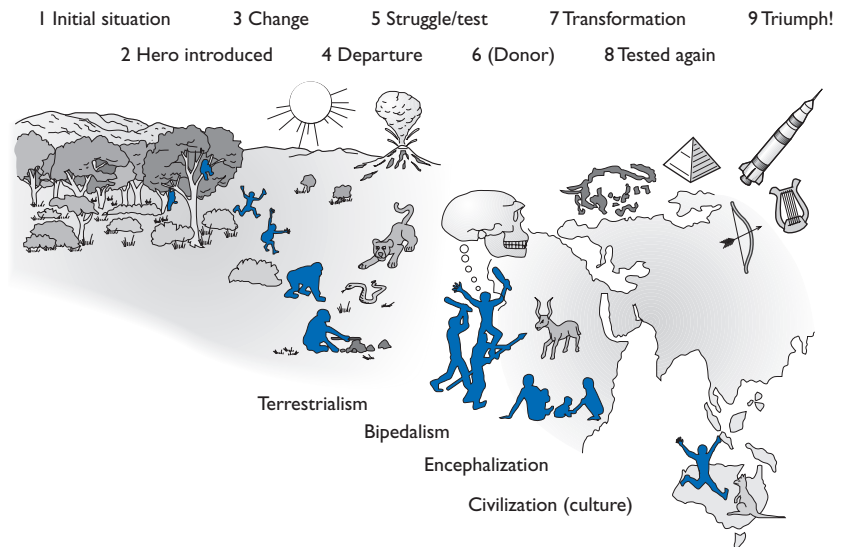 1 Initial situation 3 Change 5 Struggle/test 7 Transformation 9 Triumph!
2 Hero introduced 4 Departure 6 (Donor) 8 Tested again
Terrestrialism
Bipedalism
Encephalization
Civilization (culture)